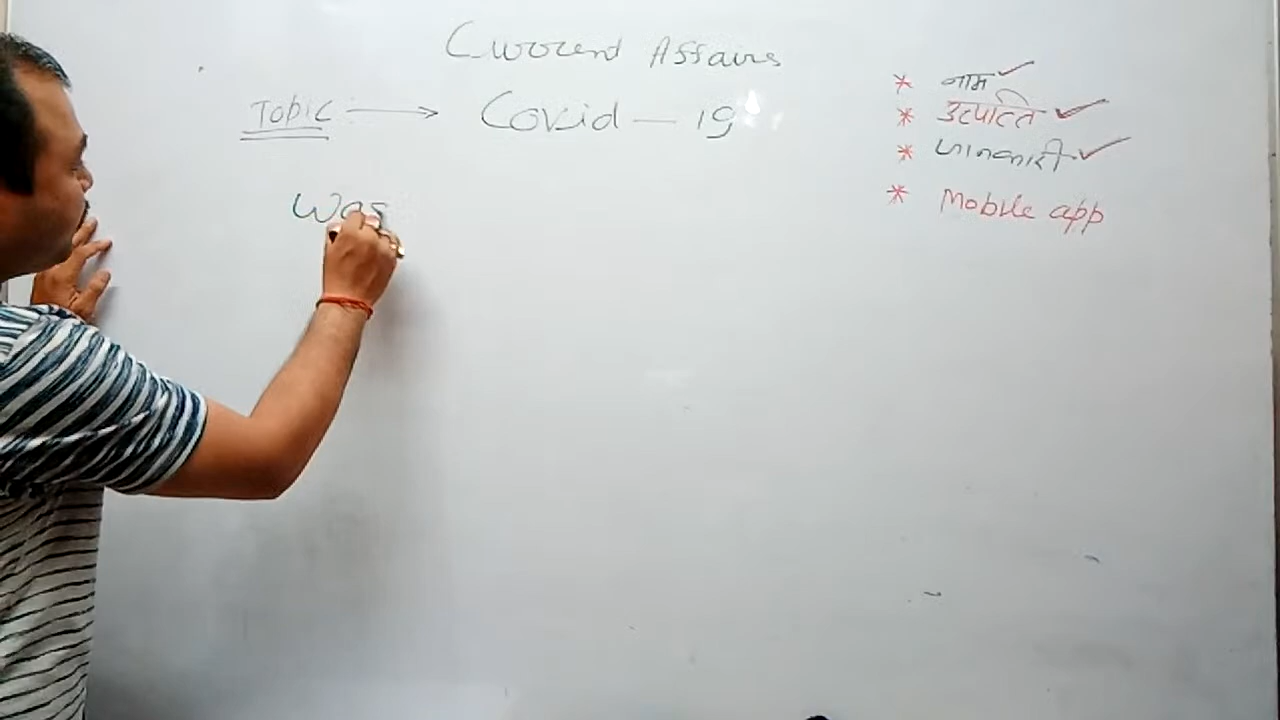 Current Affairs
Topic → Covid - 19
Was
* नाम ✓
* उत्पत्ति ✓
* जानकारी ✓
* Mobile app